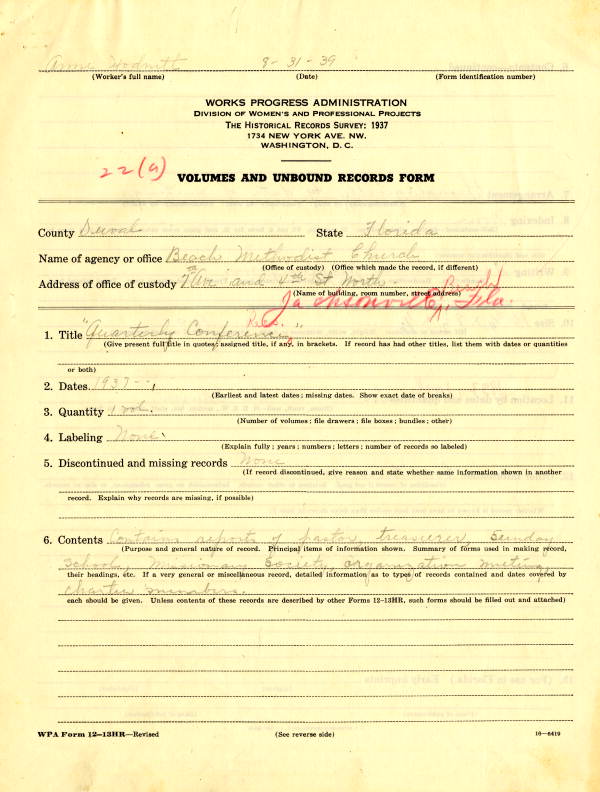 8-31-39
(Worker's full name) (Date) (Form identification number)
WORKS PROGRESS ADMINISTRATION
DIVISION OF WOMEN'S AND PROFESSIONAL PROJECTS
THE HISTORICAL RECORDS SURVEY: 1937
1734 NEW YORK AVE. NW.
WASHINGTON, D. C.
22(a)
VOLUMES AND UNBOUND RECORDS FORM
County Duval State Florida
Name of agency or office Beach Methodist Church
(Office of custody) (Office which made the record, if different)
Address of office of custody 7th Ave and 4th St North
(Name of building, room number, street address)
Jacksonville, Beach Fla.
1. Title "Quarterly Conference Rec."
(Give present full title in quotes; assigned title, if any, in brackets. If record has had other titles, list them with dates or quantities
or both)
2. Dates 1937--,
(Earliest and latest dates; missing dates. Show exact date of breaks)
3. Quantity 1 vol.
(Number of volumes; file drawers; file boxes; bundles; other)
4. Labeling None.
(Explain fully; years; numbers; letters; number of records so labeled)
5. Discontinued and missing records None
(If record discontinued, give reason and state whether same information shown in another
record. Explain why records are missing, if possible)
6. Contents Contains reports of pastor, treasurer, Sunday
(Purpose and general nature of record. Principal items of information shown. Summary of forms used in making record,
School, Missionary Society, organization meeting,
their headings, etc. If a very general or miscellaneous record, detailed information as to types of records contained and dates covered by
Charter members.
each should be given. Unless contents of these records are described by other Forms 12-13HR, such forms should be filled out and attached)
WPA Form 12-13HR—Revised (See reverse side) 16-6419